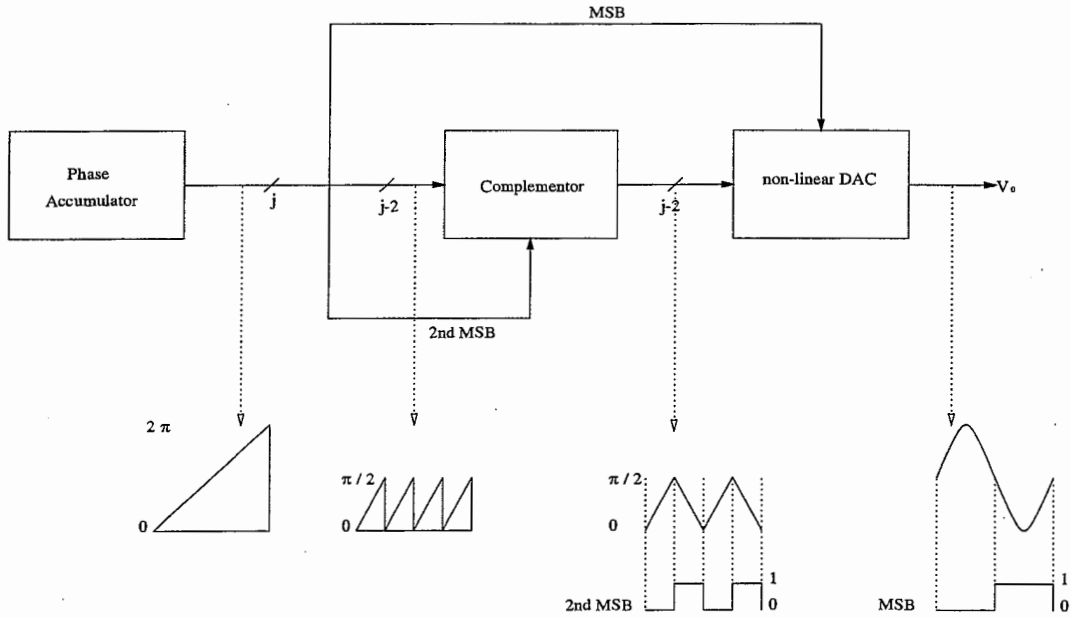 MSB
Phase
Accumulator
j
j-2
Complementor
j-2
non-linear DAC
V₀
2nd MSB
2 π
0
π / 2
0
π / 2
0
2nd MSB
1
0
MSB
1
0